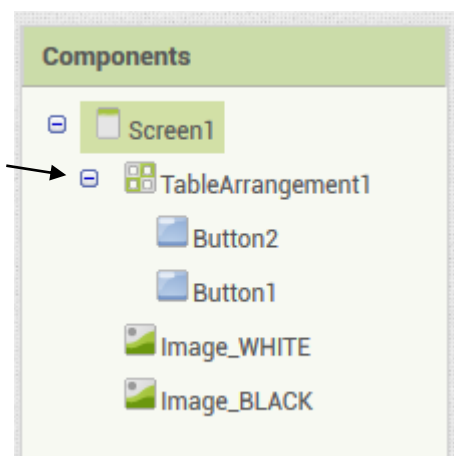 Components
Screen1
TableArrangement1
Button2
Button1
Image_WHITE
Image_BLACK